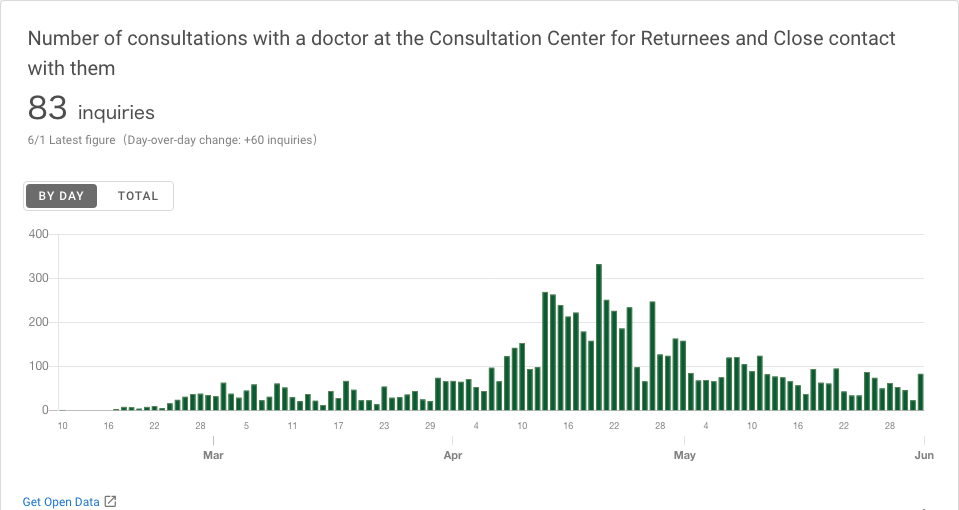 Number of consultations with a doctor at the Consultation Center for Returnees and Close contact
with them
83 inquiries
6/1 Latest figure (Day-over-day change: +60 inquiries)
BY DAY TOTAL
400
300
200
100
0
10 16 22 28 5 11 17 23 29 4 10 16 22 28 4 10 16 22 28
Mar Apr May Jun
Get Open Data